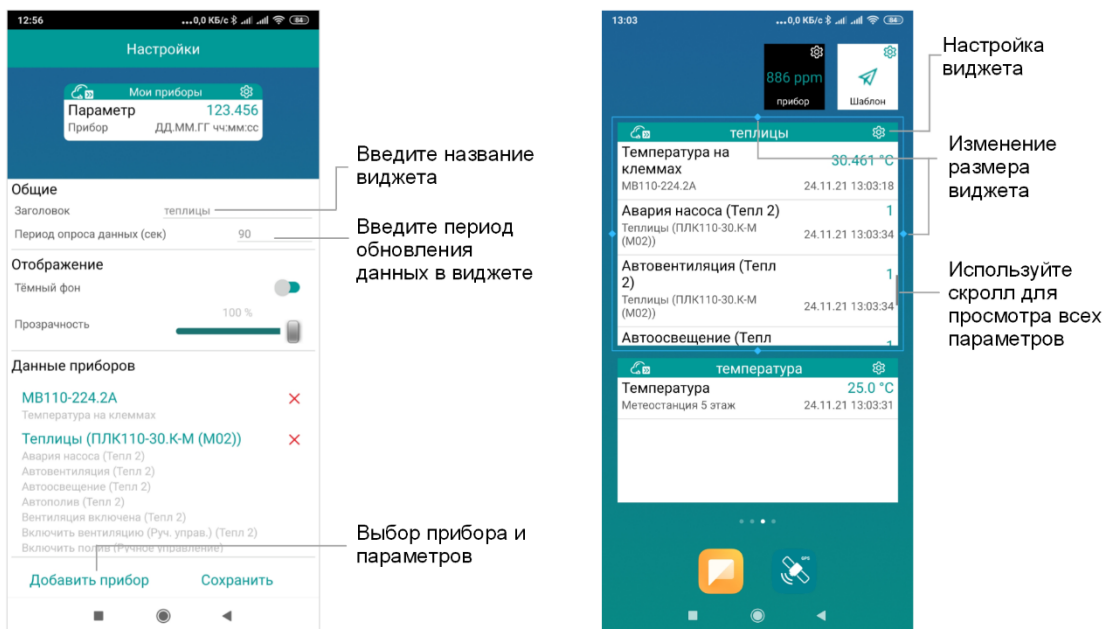 12:56
...0,0 КБ/с 84
Настройки
Мои приборы
Параметр 123.456
Прибор ДД.ММ.ГГ чч:мм:сс
Общие
Заголовок теплицы
Период опроса данных (сек) 90
Отображение
Тёмный фон
Прозрачность 100 %
Данные приборов
МВ110-224.2А
Температура на клеммах
Теплицы (ПЛК110-30.К-М (М02))
Авария насоса (Тепл 2)
Автовентиляция (Тепл 2)
Автоосвещение (Тепл 2)
Автополив (Тепл 2)
Вентиляция включена (Тепл 2)
Включить вентиляцию (Руч. управ.) (Тепл 2)
Включить полив (Ручное управление)
Добавить прибор Сохранить
Введите название
виджета
Введите период
обновления
данных в виджете
Выбор прибора и
параметров
13:03
...0,0 КБ/с 84
886 ppm
прибор
Шаблон
теплицы
Температура на
клеммах
30.461 °C
МВ110-224.2А 24.11.21 13:03:18
Авария насоса (Тепл 2) 1
Теплицы (ПЛК110-30.К-М
(М02))
24.11.21 13:03:34
Автовентиляция (Тепл
2)
1
Теплицы (ПЛК110-30.К-М
(М02))
24.11.21 13:03:34
Автоосвещение (Тепл
1
температура
Температура 25.0 °C
Метеостанция 5 этаж 24.11.21 13:03:31
GPS
Настройка
виджета
Изменение
размера
виджета
Используйте
скролл для
просмотра всех
параметров